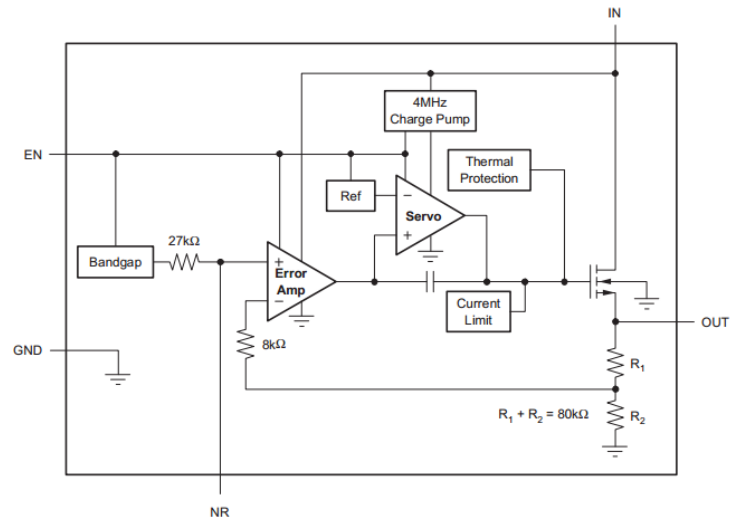 IN
4MHz
Charge Pump
EN
Thermal
Protection
Ref
−
Servo
+
27kΩ
Bandgap
+
Error
Amp
−
Current
Limit
OUT
8kΩ
GND
R1
R1 + R2 = 80kΩ
R2
NR